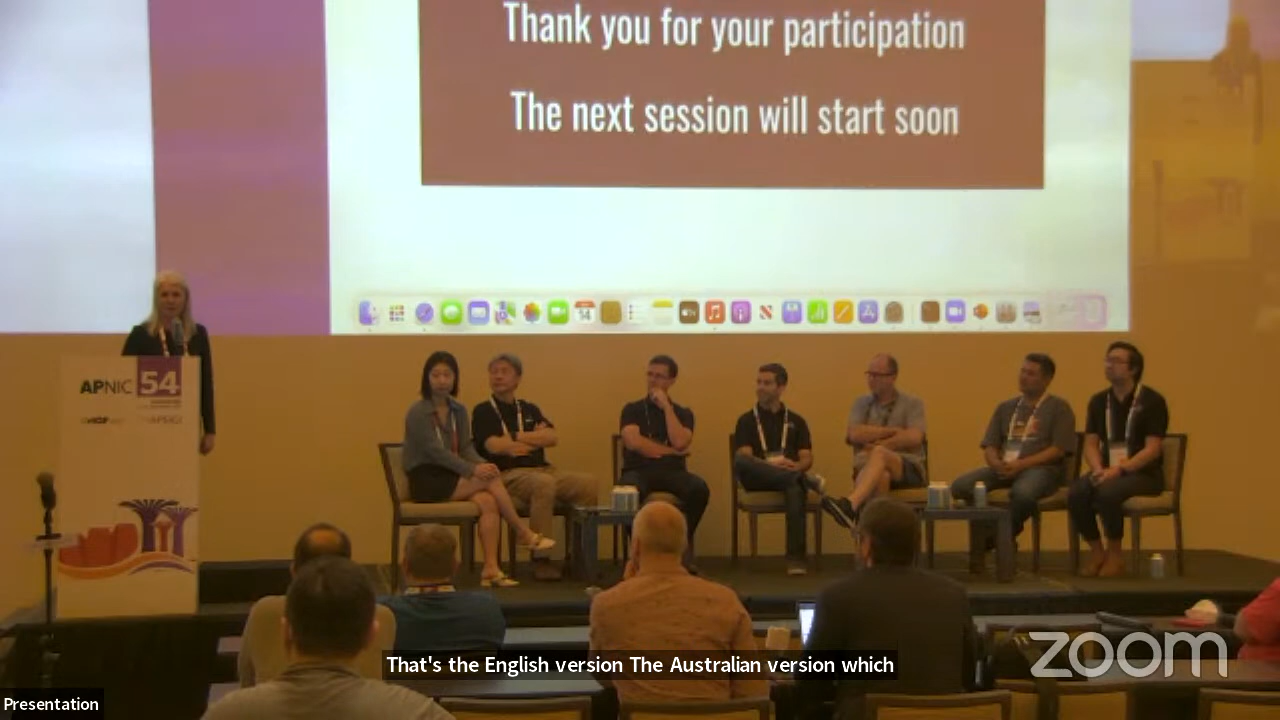 Thank you for your participation
The next session will start soon
APNIC 54
zoom
That's the English version The Australian version which
Presentation